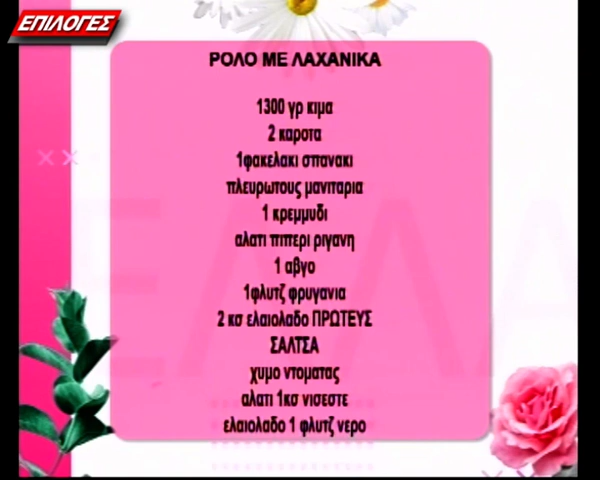 ΕΠΙΛΟΓΕΣ
ΡΟΛΟ ΜΕ ΛΑΧΑΝΙΚΑ
1300 γρ κιμα
2 καροτα
1φακελακι σπανακι
πλευρωτους μανιταρια
1 κρεμμυδι
αλατι πιπερι ριγανη
1 αβγο
1φλυτζ φρυγανια
2 κσ ελαιολαδο ΠΡΩΤΕΥΣ
ΣΑΛΤΣΑ
χυμο ντοματας
αλατι 1κσ νισεστε
ελαιολαδο 1 φλυτζ νερο